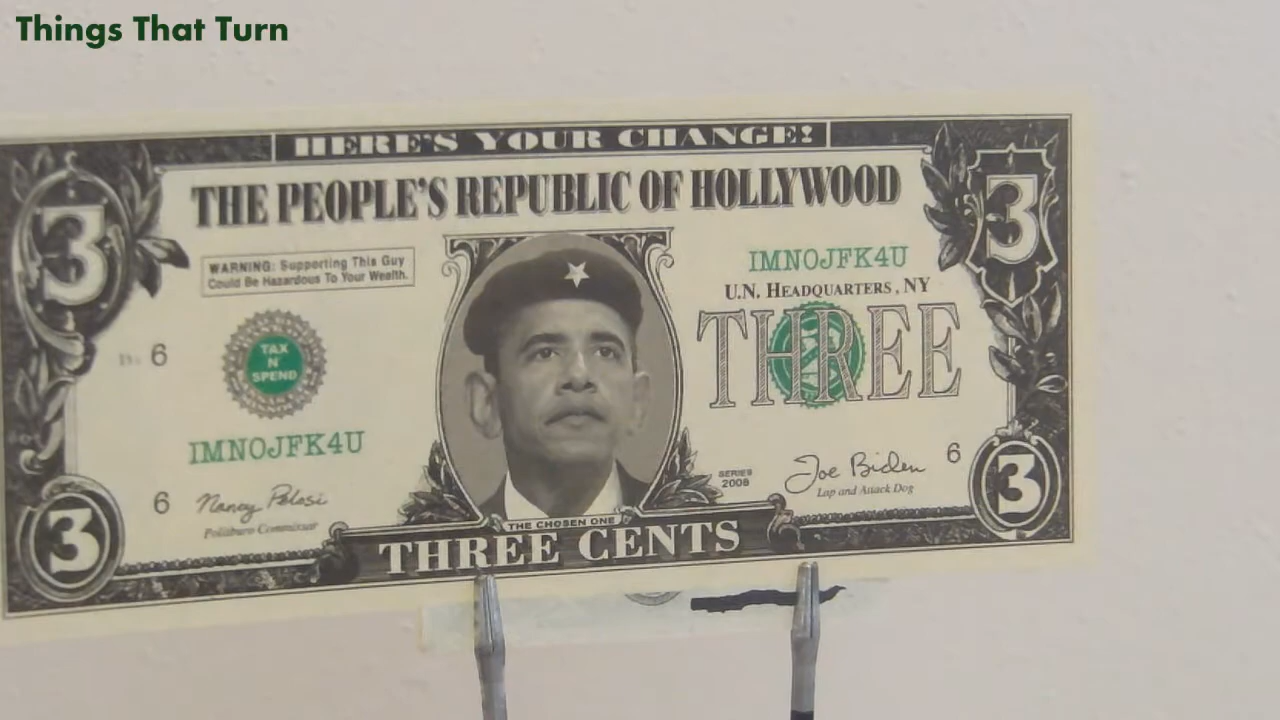 Things That Turn
HERE'S YOUR CHANGE!
3
3
THE PEOPLE'S REPUBLIC OF HOLLYWOOD
WARNING: Supporting This Guy
Could Be Hazardous To Your Wealth.
IMNOJFK4U
U.N. HEADQUARTERS, NY
6
TAX
N
SPEND
THREE
IMNOJFK4U
SERIES
2008
Joe Biden
6
Lap and Attack Dog
6
Nancy Pelosi
Politburo Commissar
3
3
THE CHOSEN ONE
THREE CENTS